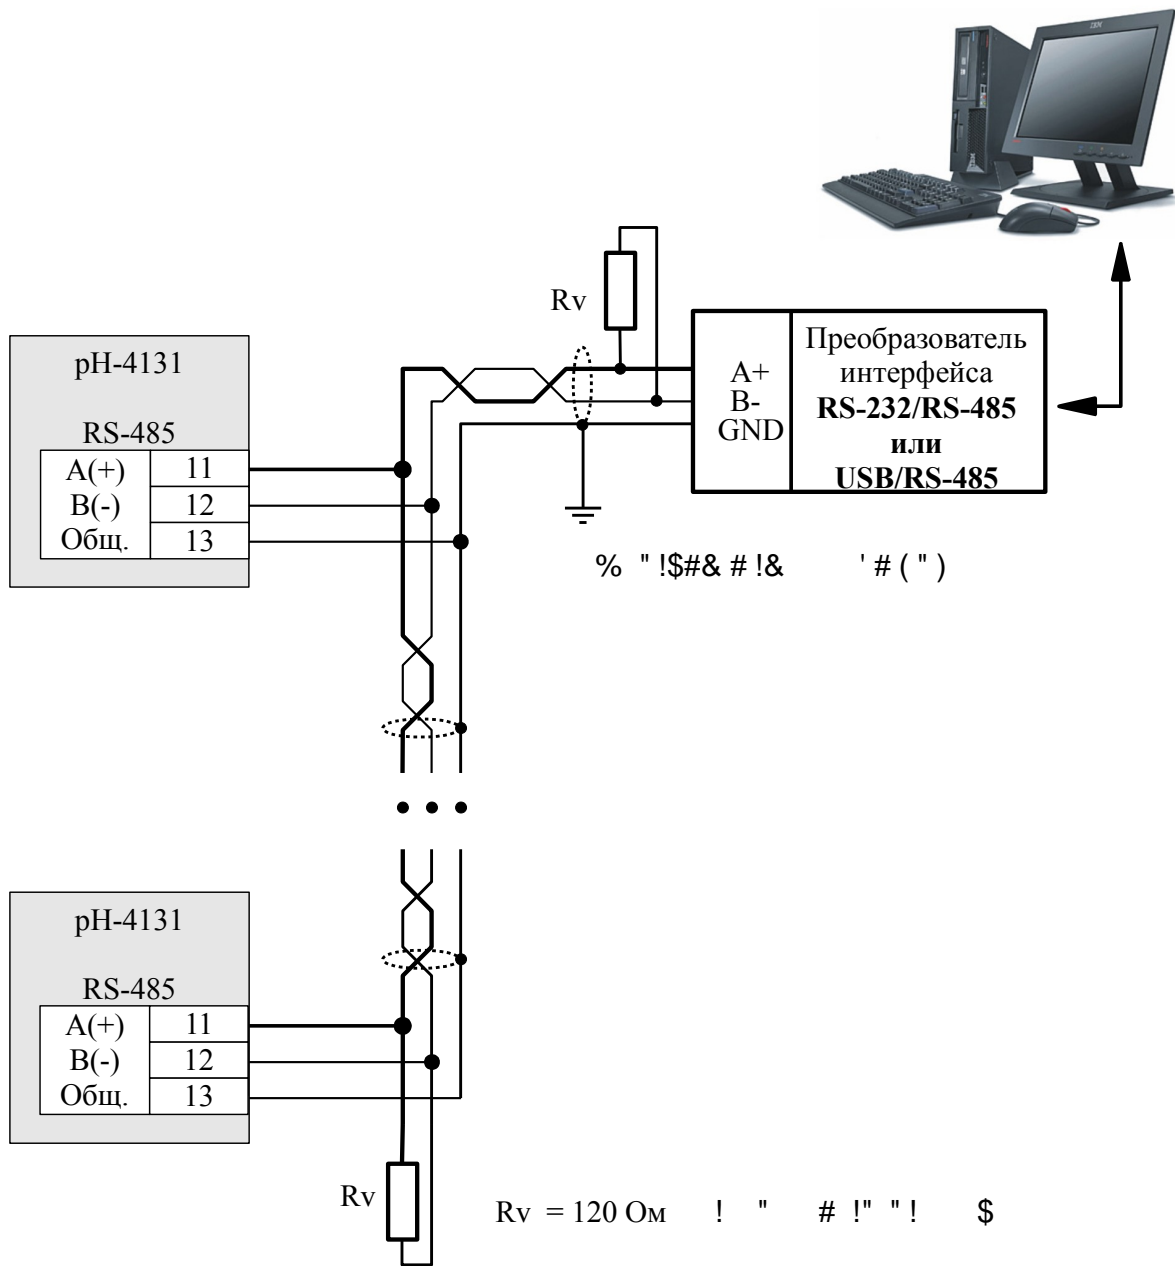 IBM
Rv
pH-4131
RS-485
A(+) 11
B(-) 12
Общ. 13
A+
B-
GND
Преобразователь
интерфейса
RS-232/RS-485
или
USB/RS-485
% " !$#& # !& ' # ( " )
pH-4131
RS-485
A(+) 11
B(-) 12
Общ. 13
Rv
Rv = 120 Ом ! " # !" " ! $